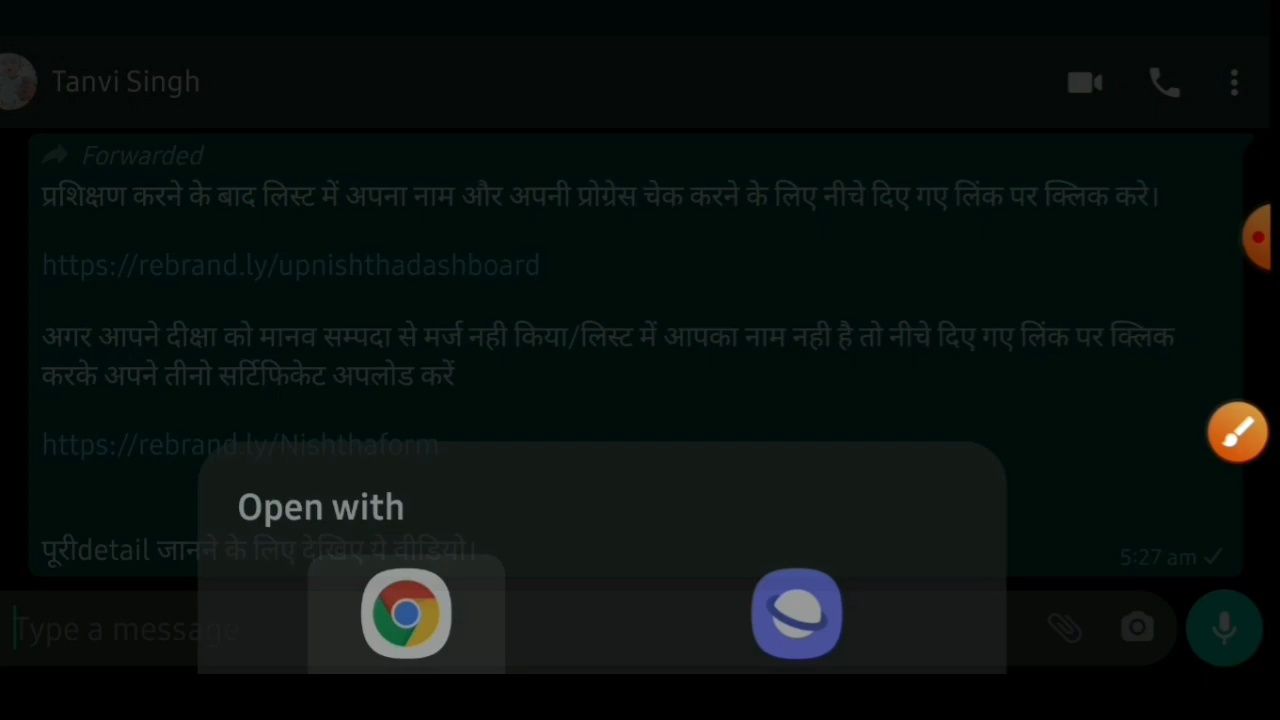 Tanvi Singh
Forwarded
प्रशिक्षण करने के बाद लिस्ट में अपना नाम और अपनी प्रोग्रेस चेक करने के लिए नीचे दिए गए लिंक पर क्लिक करे।
https://rebrand.ly/upnishthadashboard
अगर आपने दीक्षा को मानव सम्पदा से मर्ज नही किया/लिस्ट में आपका नाम नही है तो नीचे दिए गए लिंक पर क्लिक
करके अपने तीनो सर्टिफिकेट अपलोड करें
https://rebrand.ly/Nishthaform
Open with
पूरीdetail जानने के लिए देखिए ये वीडियो।
5:27 am
Type a message